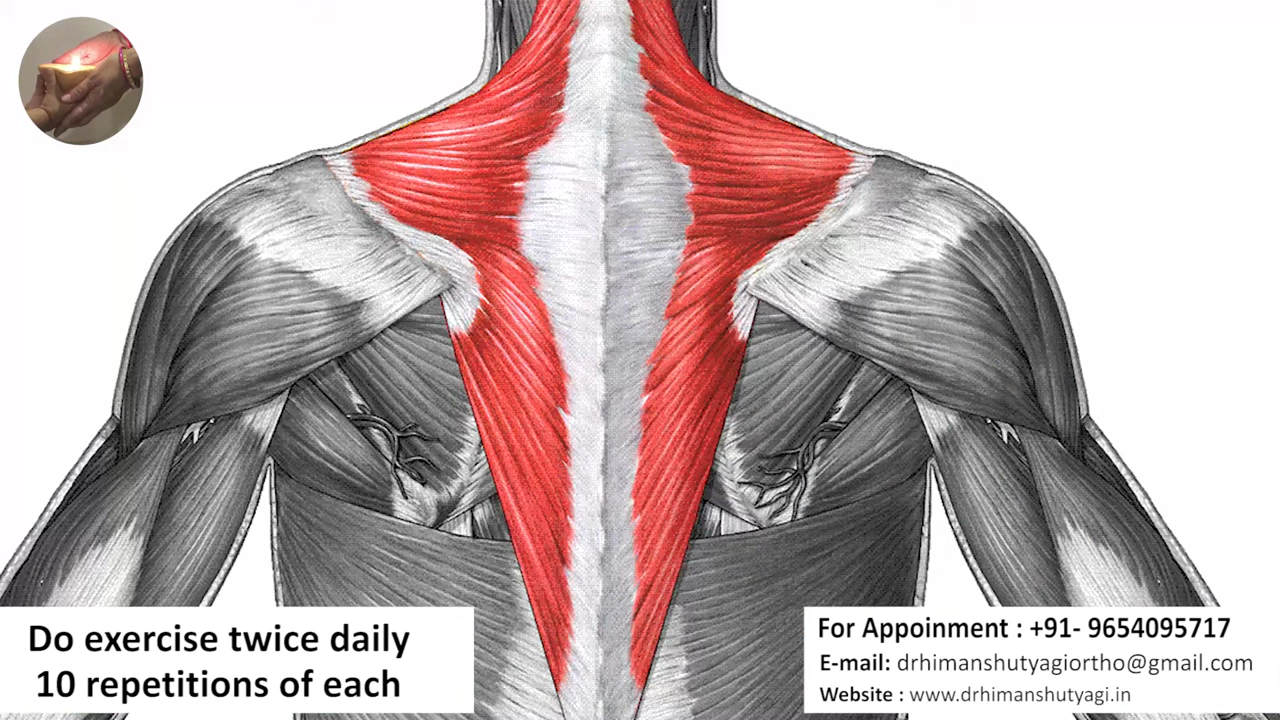 Do exercise twice daily
10 repetitions of each
For Appoinment : +91- 9654095717
E-mail: drhimanshutyagiortho@gmail.com
Website : www.drhimanshutyagi.in